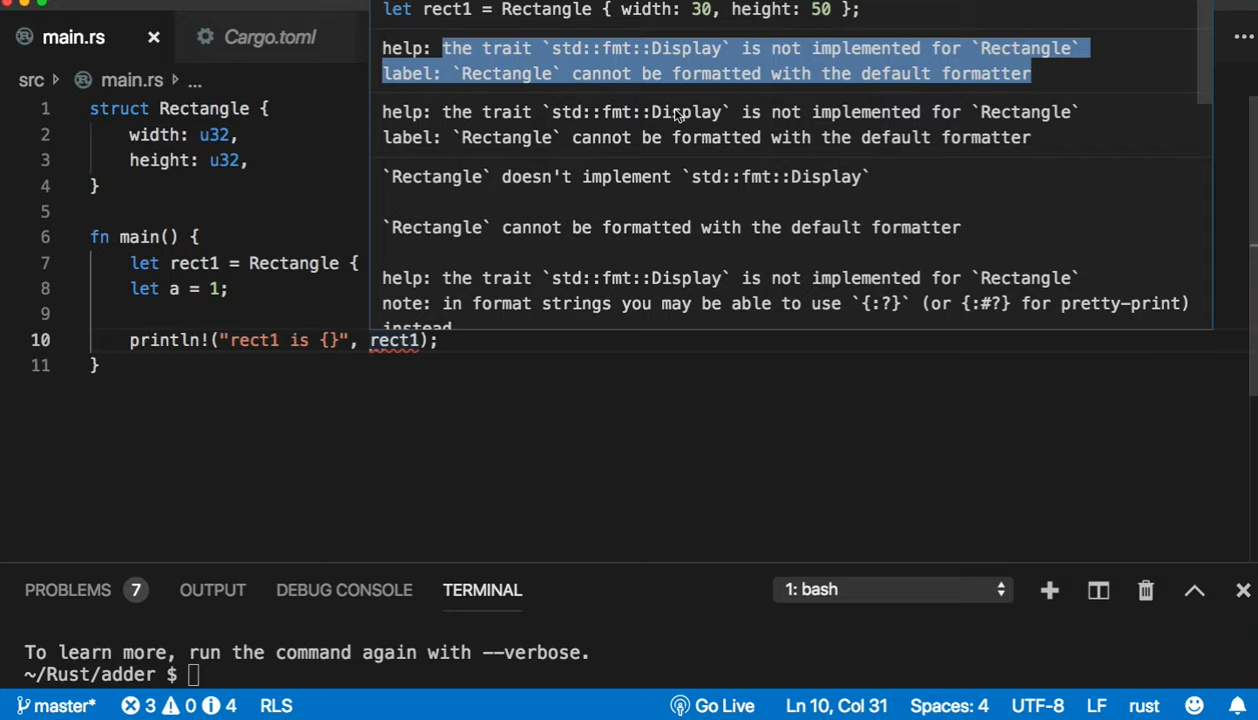 main.rs × Cargo.toml ...
src main.rs ...
let rect1 = Rectangle { width: 30, height: 50 };
help: the trait `std::fmt::Display` is not implemented for `Rectangle`
label: `Rectangle` cannot be formatted with the default formatter
help: the trait `std::fmt::Display` is not implemented for `Rectangle`
label: `Rectangle` cannot be formatted with the default formatter
`Rectangle` doesn't implement `std::fmt::Display`
`Rectangle` cannot be formatted with the default formatter
help: the trait `std::fmt::Display` is not implemented for `Rectangle`
note: in format strings you may be able to use `{:?}` (or {:#?} for pretty-print)
instead
1 struct Rectangle {
2 width: u32,
3 height: u32,
4 }
5
6 fn main() {
7 let rect1 = Rectangle {
8 let a = 1;
9
10 println!("rect1 is {}", rect1);
11 }
PROBLEMS 7 OUTPUT DEBUG CONSOLE TERMINAL 1: bash
To learn more, run the command again with --verbose.
~/Rust/adder $
master* 3 0 4 RLS Go Live Ln 10, Col 31 Spaces: 4 UTF-8 LF rust